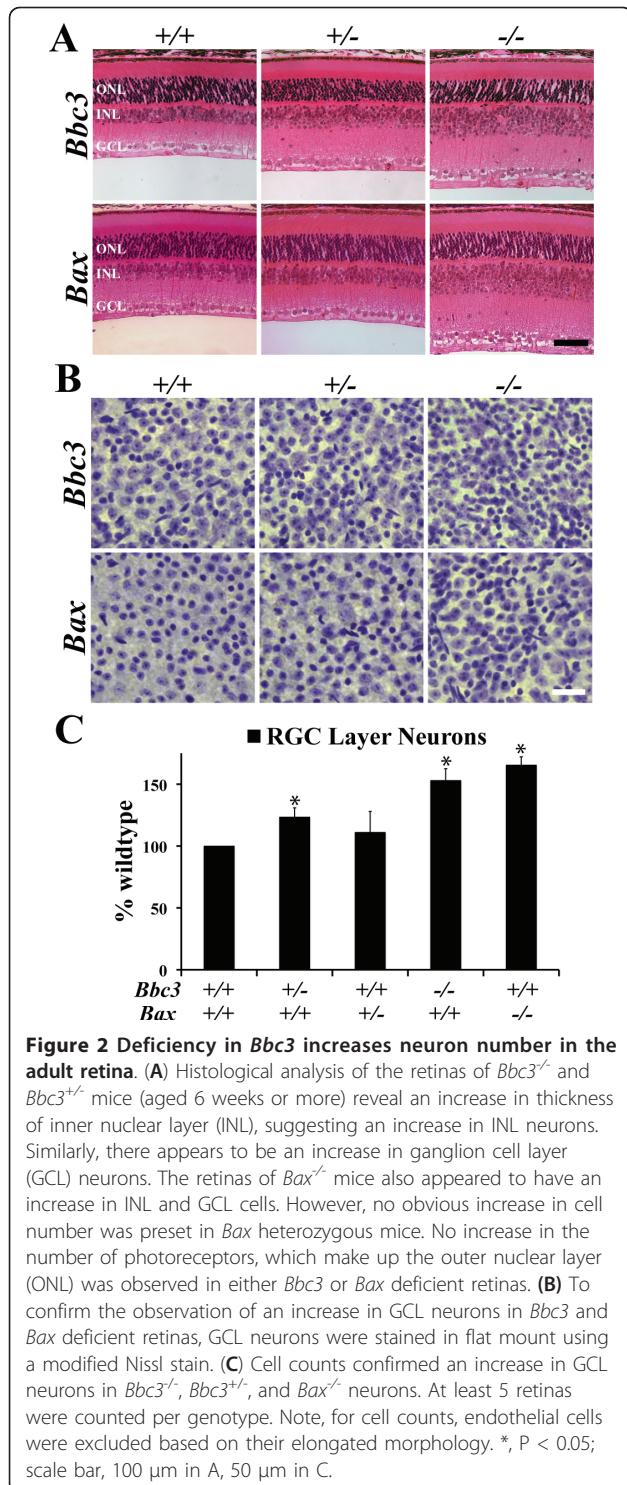 A
+/+ +/- -/-
Bbc3
ONL
INL
GCL
Bax
ONL
INL
GCL
B
+/+ +/- -/-
Bbc3
Bax
C
■ RGC Layer Neurons
% wildtype
150
100
50
0
* * *
Bbc3 +/+ +/- +/+ -/- +/+
Bax +/+ +/+ +/- +/+ -/-
Figure 2 Deficiency in Bbc3 increases neuron number in the
adult retina. (A) Histological analysis of the retinas of Bbc3-/- and
Bbc3+/- mice (aged 6 weeks or more) reveal an increase in thickness
of inner nuclear layer (INL), suggesting an increase in INL neurons.
Similarly, there appears to be an increase in ganglion cell layer
(GCL) neurons. The retinas of Bax-/- mice also appeared to have an
increase in INL and GCL cells. However, no obvious increase in cell
number was preset in Bax heterozygous mice. No increase in the
number of photoreceptors, which make up the outer nuclear layer
(ONL) was observed in either Bbc3 or Bax deficient retinas. (B) To
confirm the observation of an increase in GCL neurons in Bbc3 and
Bax deficient retinas, GCL neurons were stained in flat mount using
a modified Nissl stain. (C) Cell counts confirmed an increase in GCL
neurons in Bbc3-/-, Bbc3+/-, and Bax-/- neurons. At least 5 retinas
were counted per genotype. Note, for cell counts, endothelial cells
were excluded based on their elongated morphology. *, P < 0.05;
scale bar, 100 μm in A, 50 μm in C.